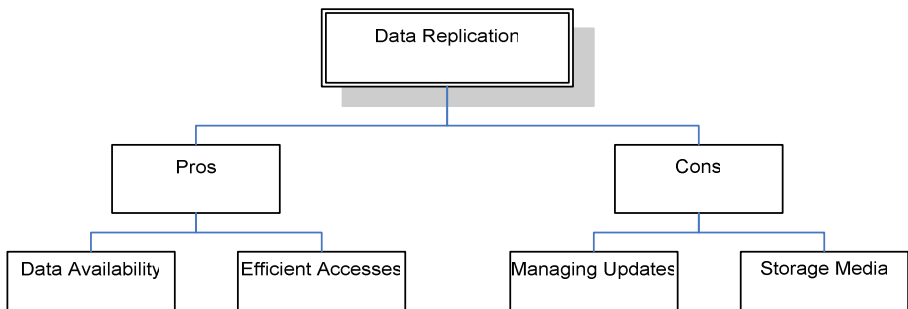 Data Replication
Pros
Cons
Data Availability
Efficient Accesses
Managing Updates
Storage Media